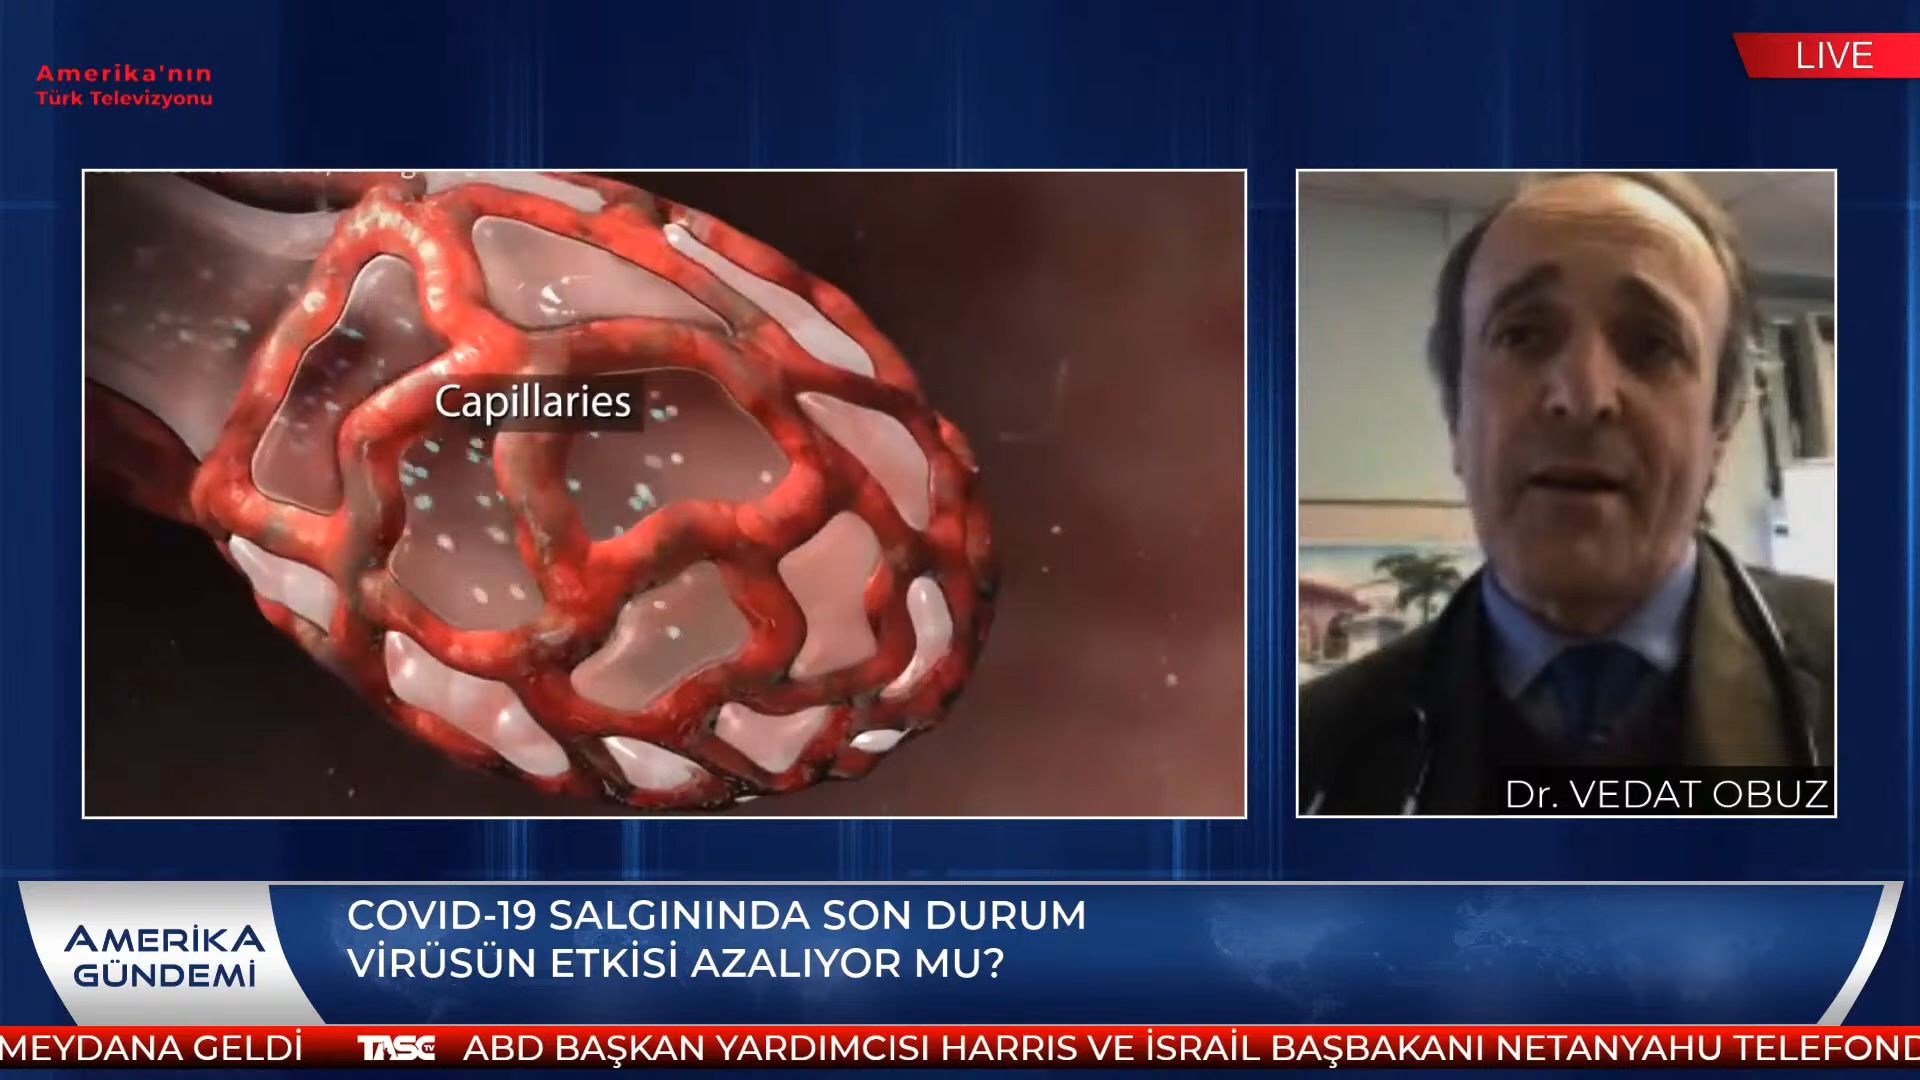 Amerika'nın
Türk Televizyonu
LIVE
Capillaries
Dr. VEDAT OBUZ
AMERİKA
GÜNDEMİ
COVID-19 SALGININDA SON DURUM
VİRÜSÜN ETKİSİ AZALIYOR MU?
MEYDANA GELDİ TASC TV ABD BAŞKAN YARDIMCISI HARRIS VE İSRAİL BAŞBAKANI NETANYAHU TELEFOND